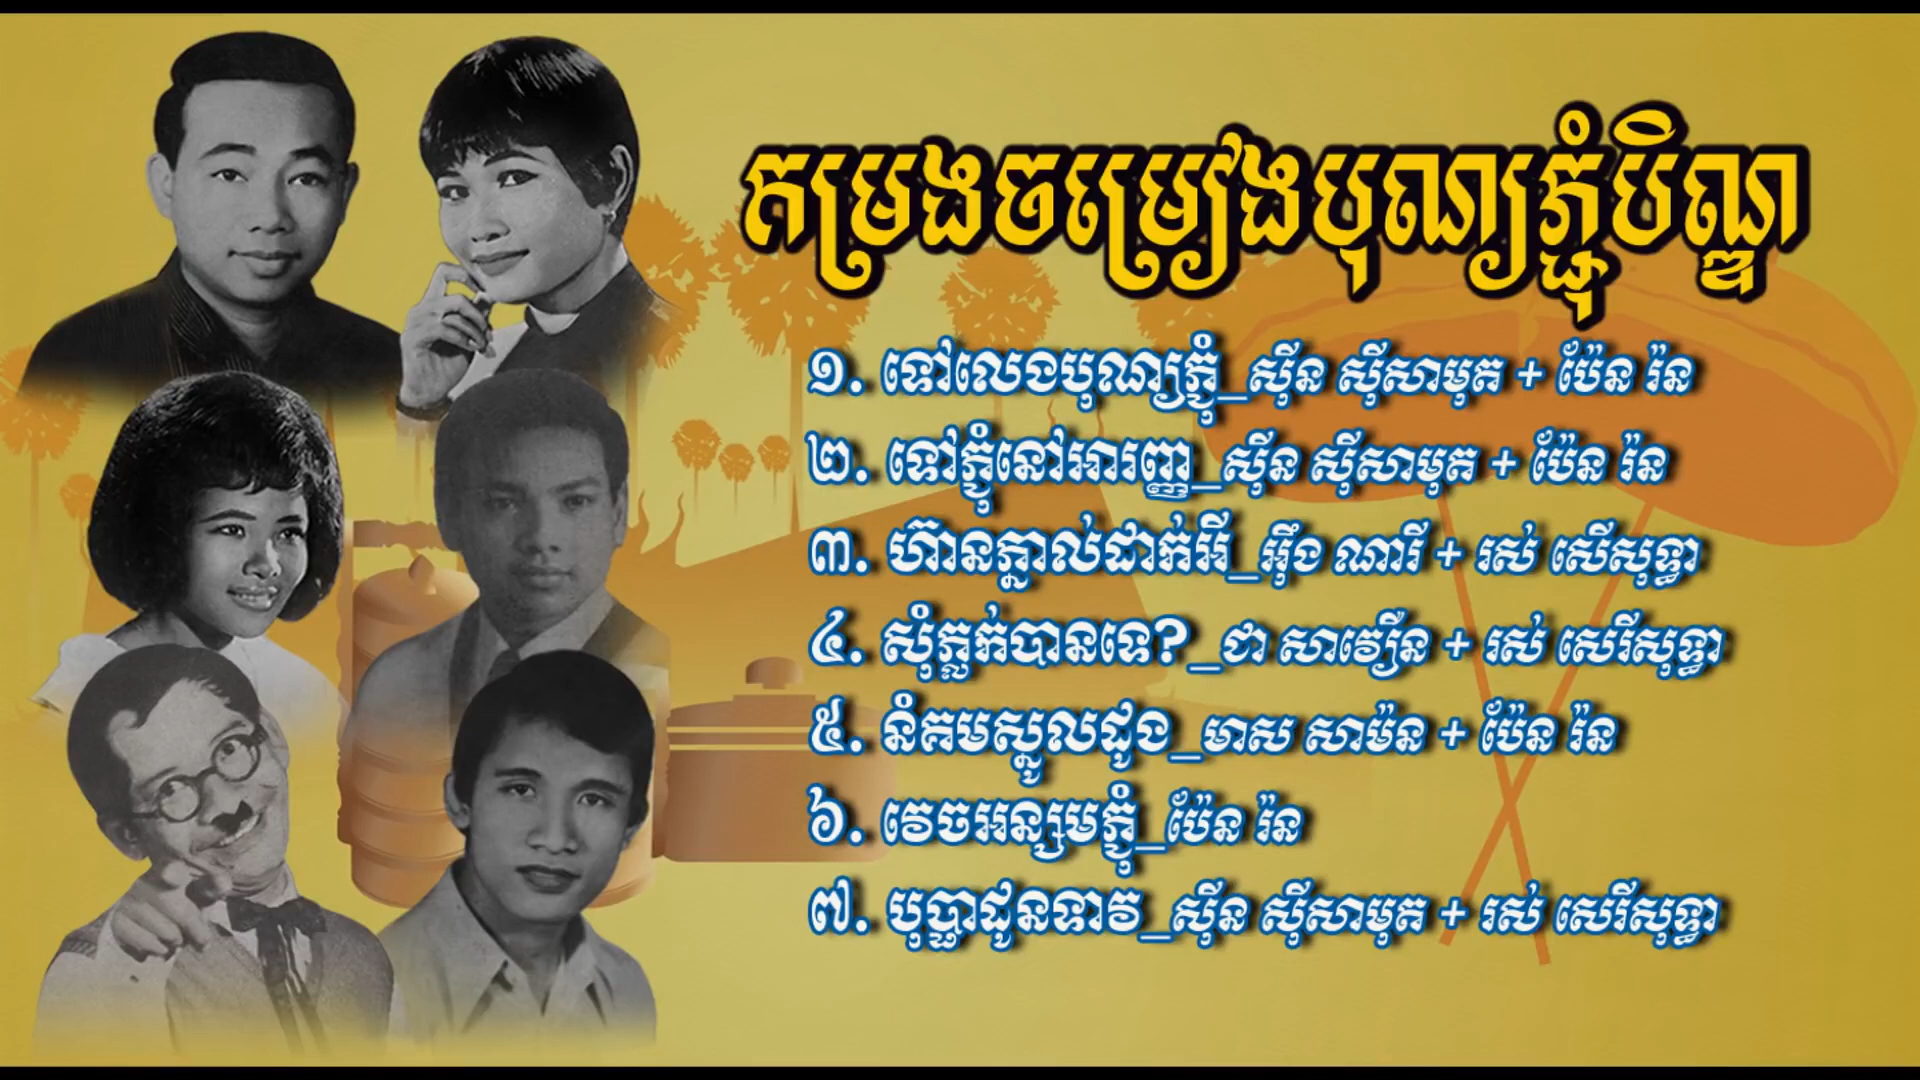 កម្រងចម្រៀងបុណ្យភ្ជុំបិណ្ឌ
១. ទៅលេងបុណ្យភ្ជុំ_ស៊ីន ស៊ីសាមុត + ប៉ែន រ៉ន
២. ទៅភ្ជុំនៅអារញ្ញ_ស៊ីន ស៊ីសាមុត + ប៉ែន រ៉ន
៣. ហ៊ានភ្នាល់ដាក់អី_អ៊ឹង ណារី + រស់ សើសុទ្ធា
៤. សុំភ្លក់បានទេ?_ជា សាវឿន + រស់ សេរីសុទ្ធា
៥. នំគមស្នូលដូង_មាស សាម៉ន + ប៉ែន រ៉ន
៦. វេចអន្សមភ្ជុំ_ប៉ែន រ៉ន
៧. បុប្ផាដូនទាវ_ស៊ីន ស៊ីសាមុត + រស់ សេរីសុទ្ធា